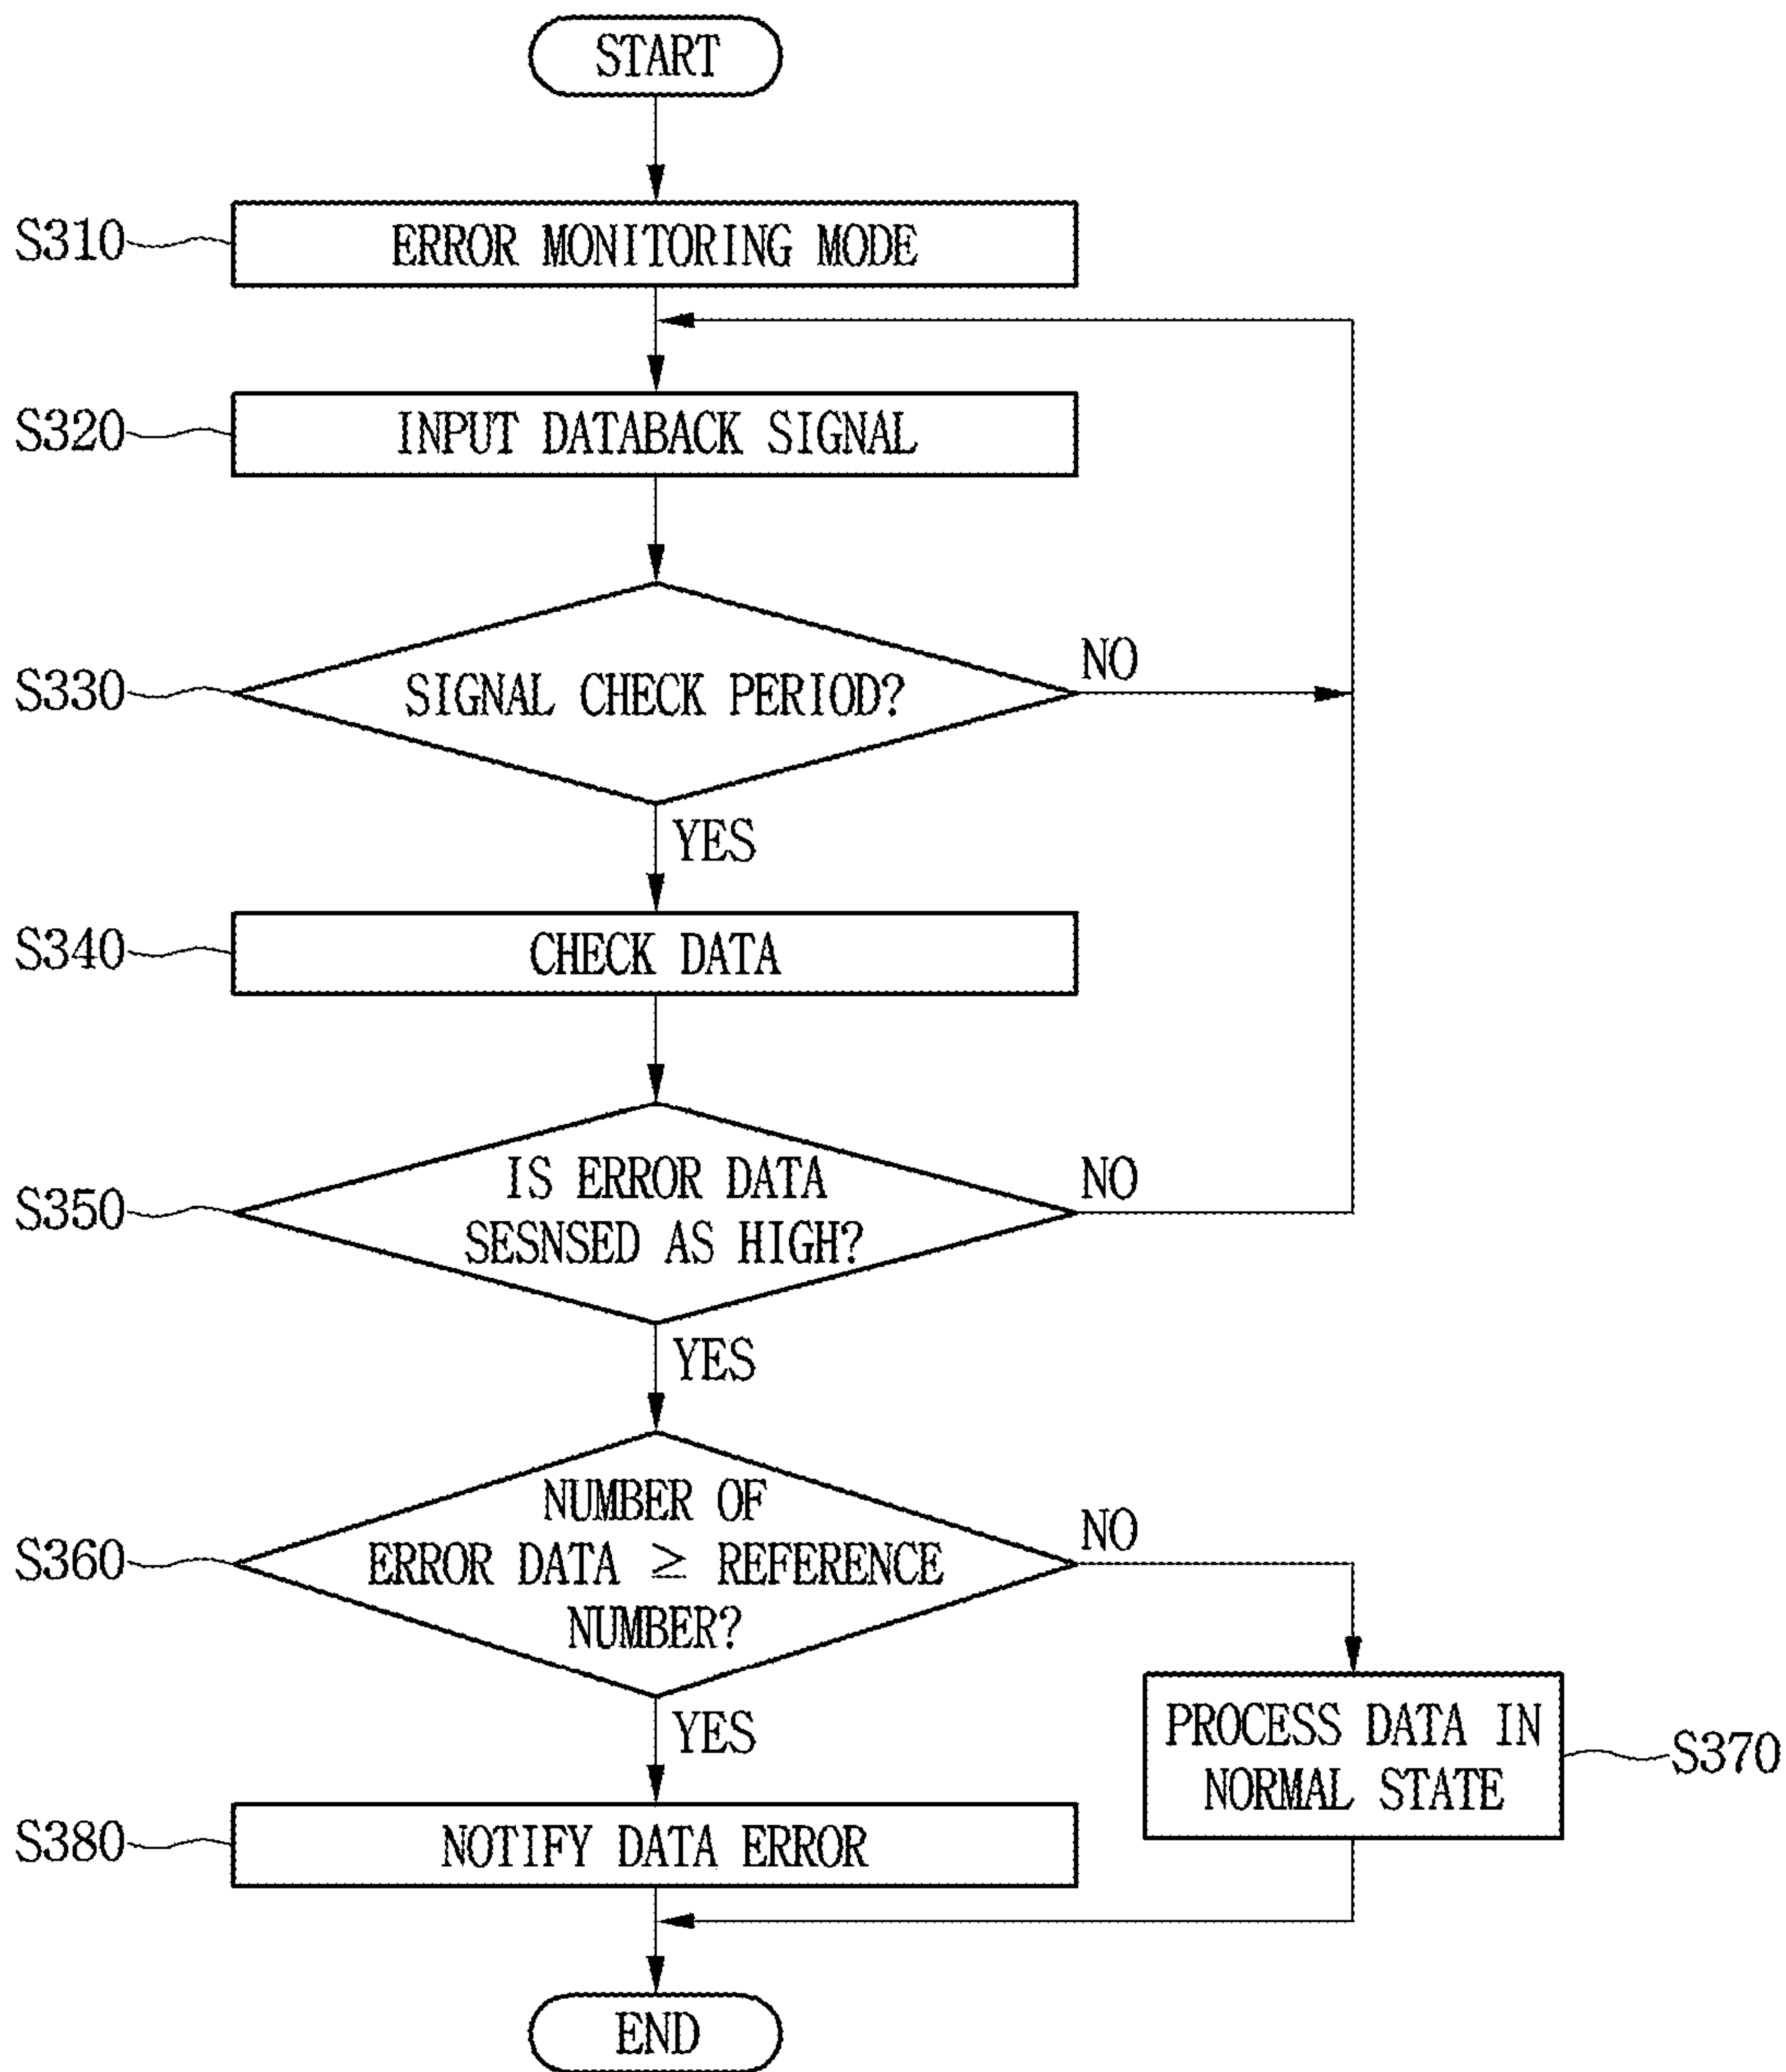 START
S310
ERROR MONITORING MODE
S320
INPUT DATABACK SIGNAL
S330
SIGNAL CHECK PERIOD?
NO
YES
S340
CHECK DATA
S350
IS ERROR DATA
SESNSED AS HIGH?
NO
YES
S360
NUMBER OF
ERROR DATA ≥ REFERENCE
NUMBER?
NO
YES
PROCESS DATA IN
NORMAL STATE
S370
S380
NOTIFY DATA ERROR
END